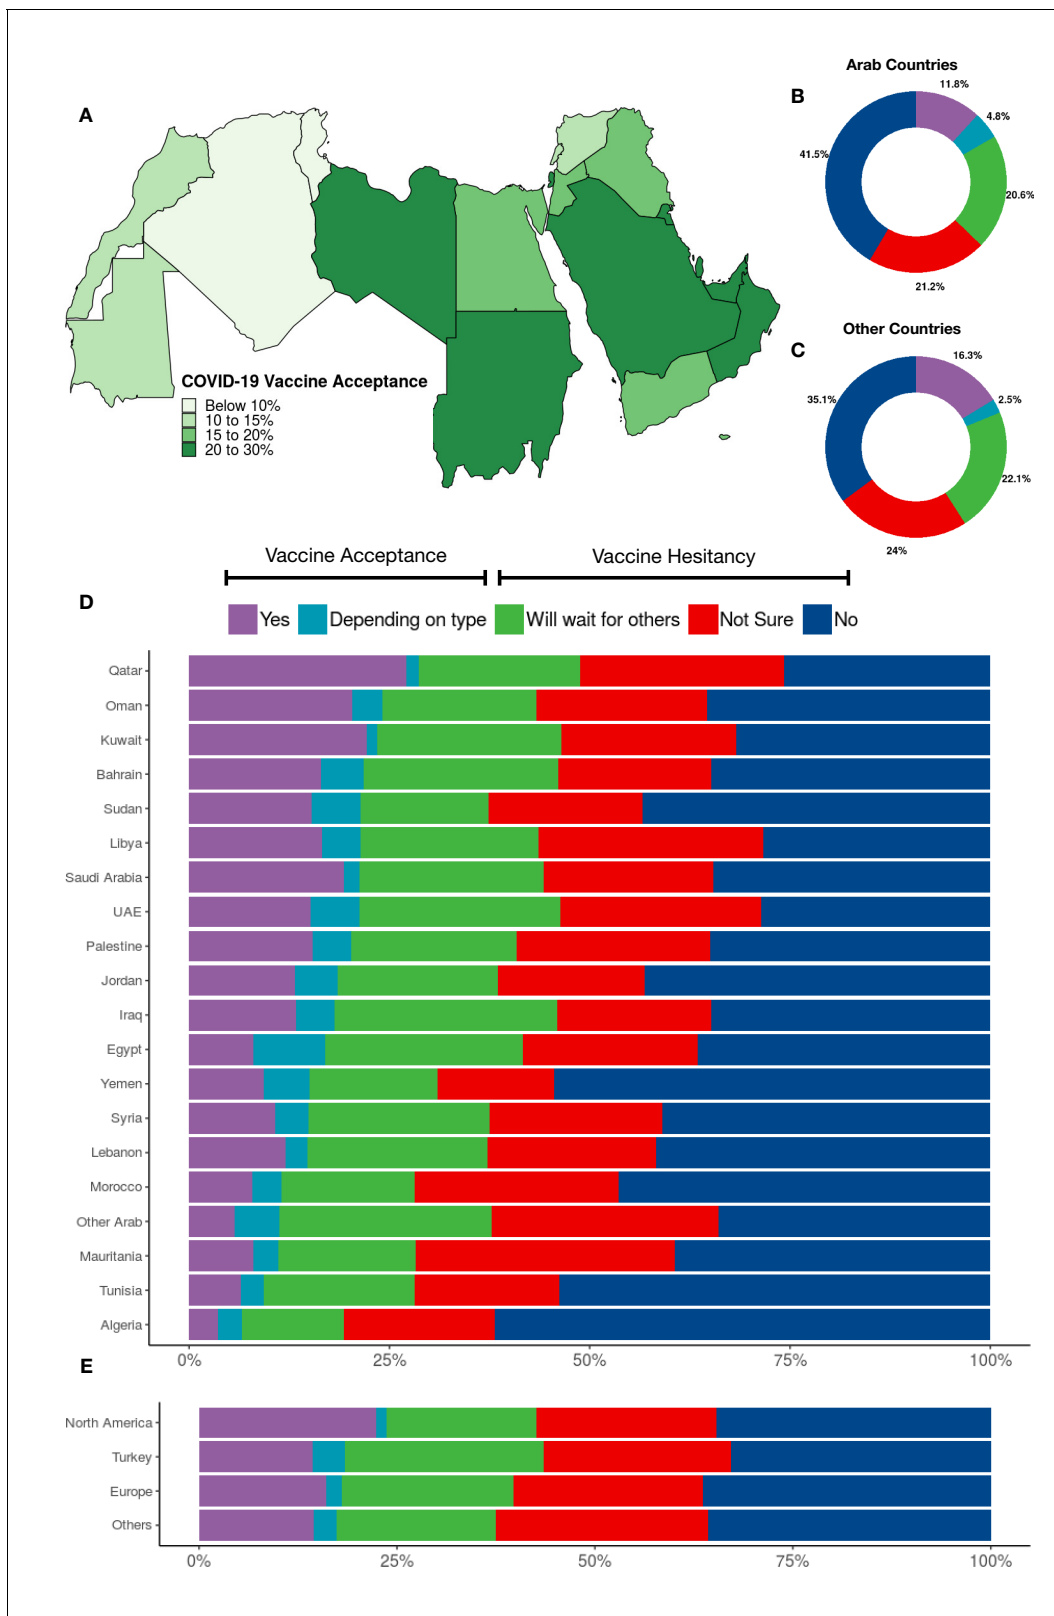 A
COVID-19 Vaccine Acceptance
Below 10%
10 to 15%
15 to 20%
20 to 30%
Arab Countries
B
11.8%
4.8%
41.5%
20.6%
21.2%
Other Countries
C
16.3%
35.1%
2.5%
22.1%
24%
Vaccine Acceptance
Vaccine Hesitancy
D
Yes
Depending on type
Will wait for others
Not Sure
No
Qatar
Oman
Kuwait
Bahrain
Sudan
Libya
Saudi Arabia
UAE
Palestine
Jordan
Iraq
Egypt
Yemen
Syria
Lebanon
Morocco
Other Arab
Mauritania
Tunisia
Algeria
0% 25% 50% 75% 100%
E
North America
Turkey
Europe
Others
0% 25% 50% 75% 100%